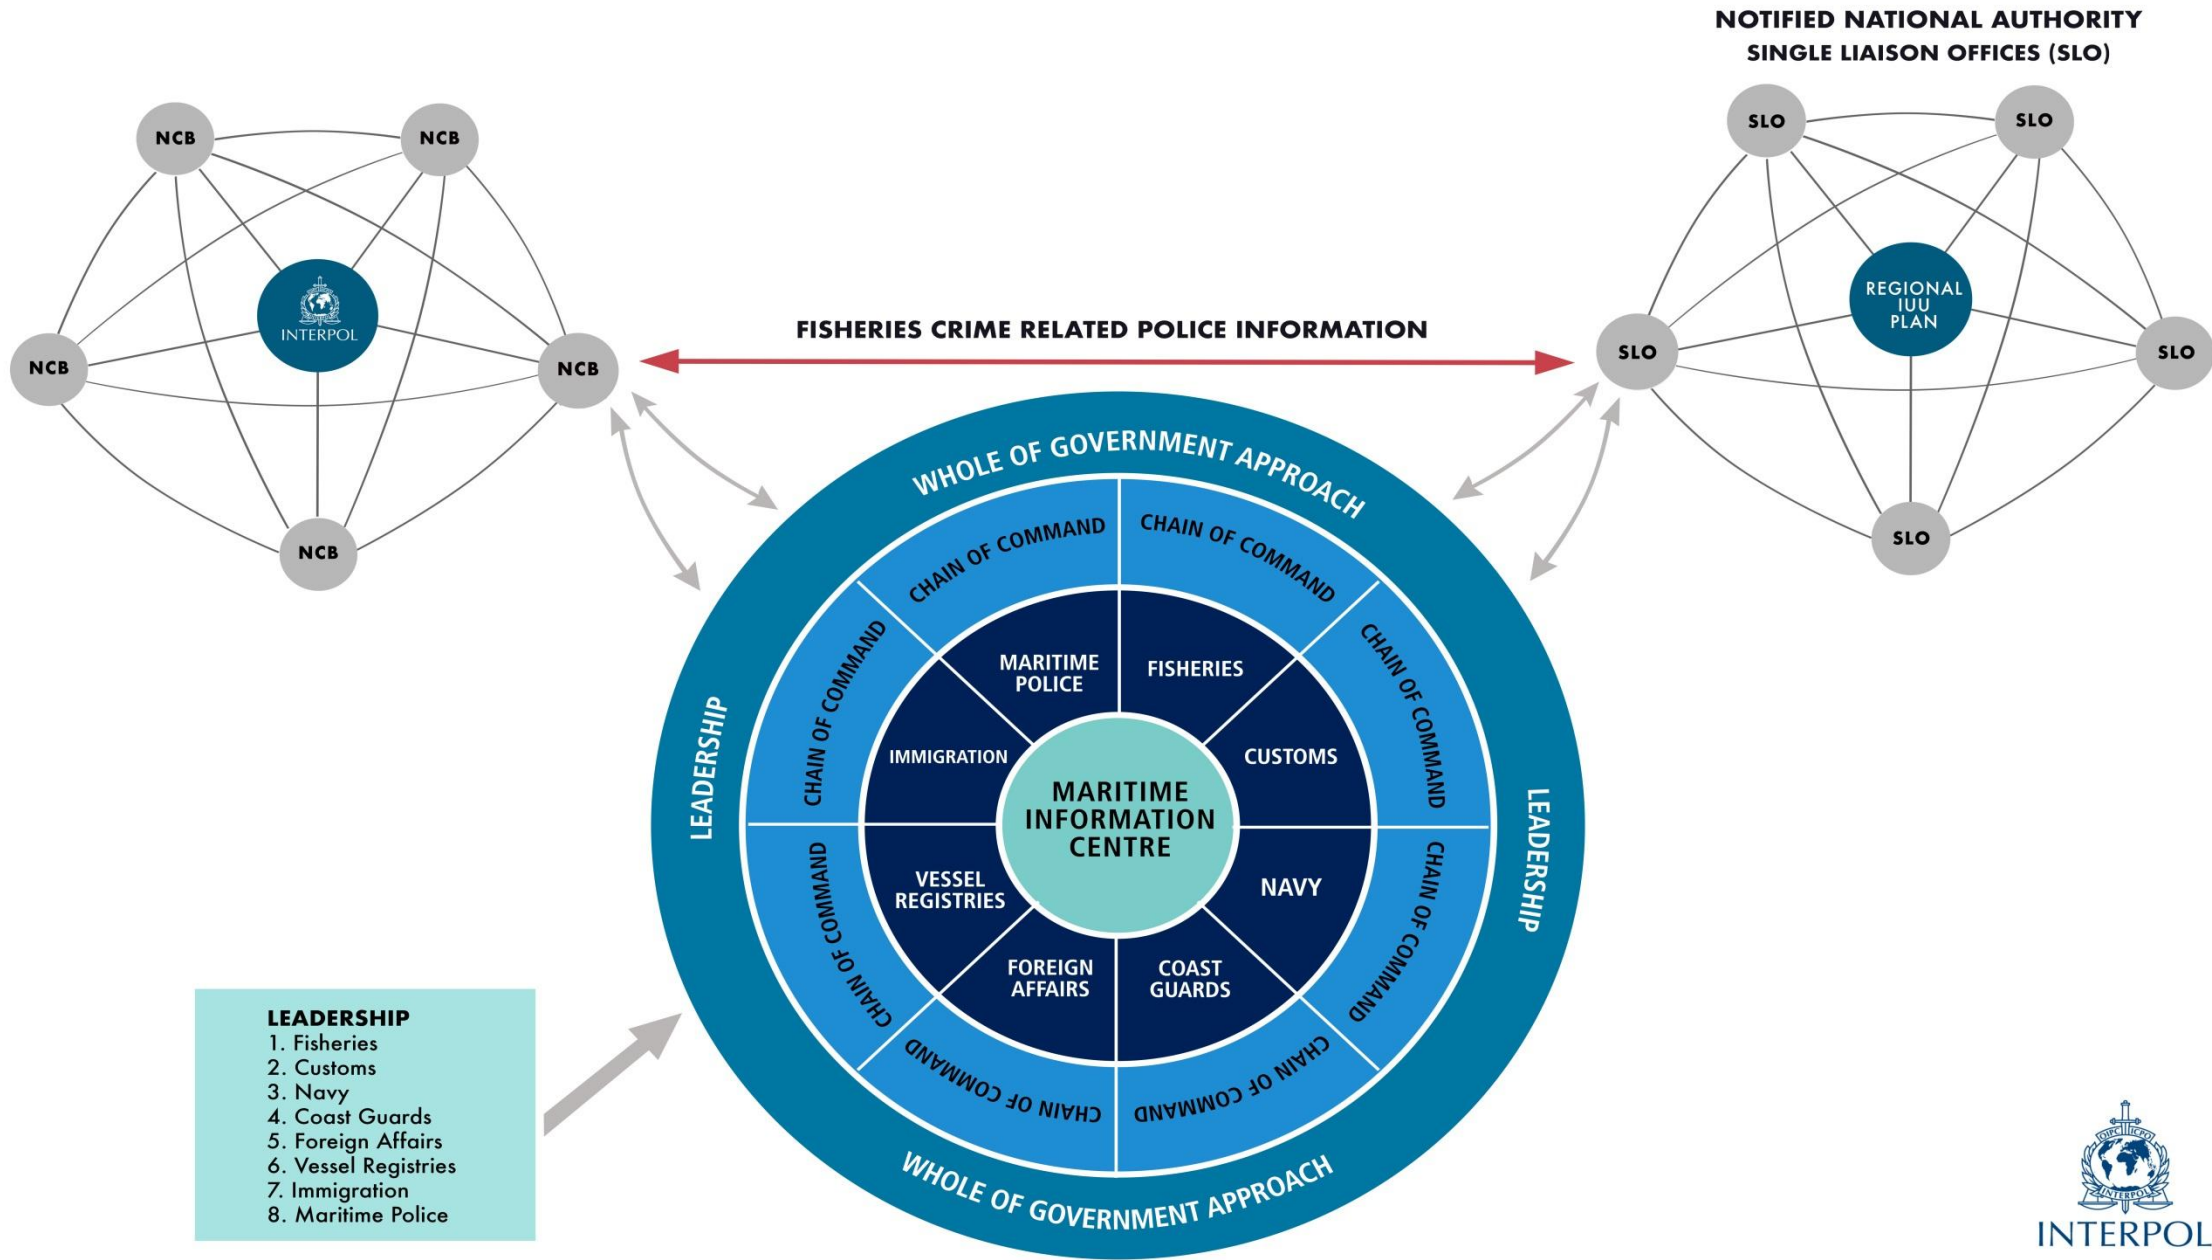 NOTIFIED NATIONAL AUTHORITY
SINGLE LIAISON OFFICES (SLO)
NCB
NCB
NCB
NCB
NCB
INTERPOL
SLO
SLO
SLO
SLO
SLO
REGIONAL
IUU
PLAN
FISHERIES CRIME RELATED POLICE INFORMATION
WHOLE OF GOVERNMENT APPROACH
LEADERSHIP
LEADERSHIP
WHOLE OF GOVERNMENT APPROACH
CHAIN OF COMMAND
CHAIN OF COMMAND
CHAIN OF COMMAND
CHAIN OF COMMAND
CHAIN OF COMMAND
CHAIN OF COMMAND
CHAIN OF COMMAND
CHAIN OF COMMAND
MARITIME
POLICE
FISHERIES
IMMIGRATION
CUSTOMS
MARITIME
INFORMATION
CENTRE
VESSEL
REGISTRIES
NAVY
FOREIGN
AFFAIRS
COAST
GUARDS
LEADERSHIP
1. Fisheries
2. Customs
3. Navy
4. Coast Guards
5. Foreign Affairs
6. Vessel Registries
7. Immigration
8. Maritime Police
OIPC ICPO
INTERPOL
INTERPOL